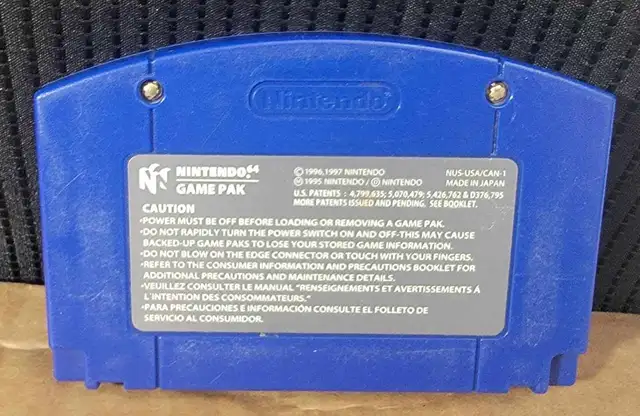 Nintendo
NINTENDO 64
GAME PAK
© 1996,1997 NINTENDO
Ⓜ 1995 NINTENDO / Ⓓ NINTENDO
NUS-USA/CAN-1
MADE IN JAPAN
U.S. PATENTS : 4,799,635; 5,070,479; 5,426,762 & D376,795
MORE PATENTS ISSUED AND PENDING. SEE BOOKLET.
CAUTION
•POWER MUST BE OFF BEFORE LOADING OR REMOVING A GAME PAK.
•DO NOT RAPIDLY TURN THE POWER SWITCH ON AND OFF-THIS MAY CAUSE
BACKED-UP GAME PAKS TO LOSE YOUR STORED GAME INFORMATION.
•DO NOT BLOW ON THE EDGE CONNECTOR OR TOUCH WITH YOUR FINGERS.
•REFER TO THE CONSUMER INFORMATION AND PRECAUTIONS BOOKLET FOR
ADDITIONAL PRECAUTIONS AND MAINTENANCE DETAILS.
•VEUILLEZ CONSULTER LE MANUAL "RENSEIGNEMENTS ET AVERTISSEMENTS À
L'INTENTION DES CONSOMMATEURS."
•PARA PRECAUCIONES E INFORMACIÓN CONSULTE EL FOLLETO DE
SERVICIO AL CONSUMIDOR.